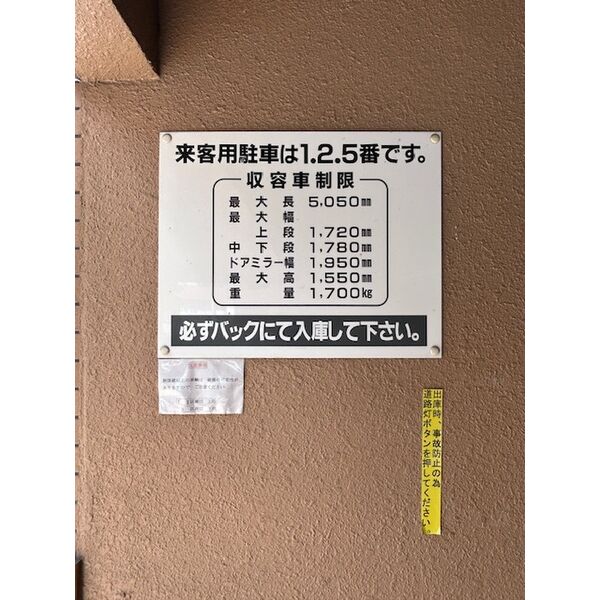 来客用駐車は1.2.5番です。
収容車制限
最大長 5,050㎜
最大幅
上段 1,720㎜
中下段 1,780㎜
ドアミラー幅 1,950㎜
最大高 1,550㎜
重量 1,700㎏
必ずバックにて入庫して下さい。
出庫時、事故防止の為
道路灯ボタンを押してください。